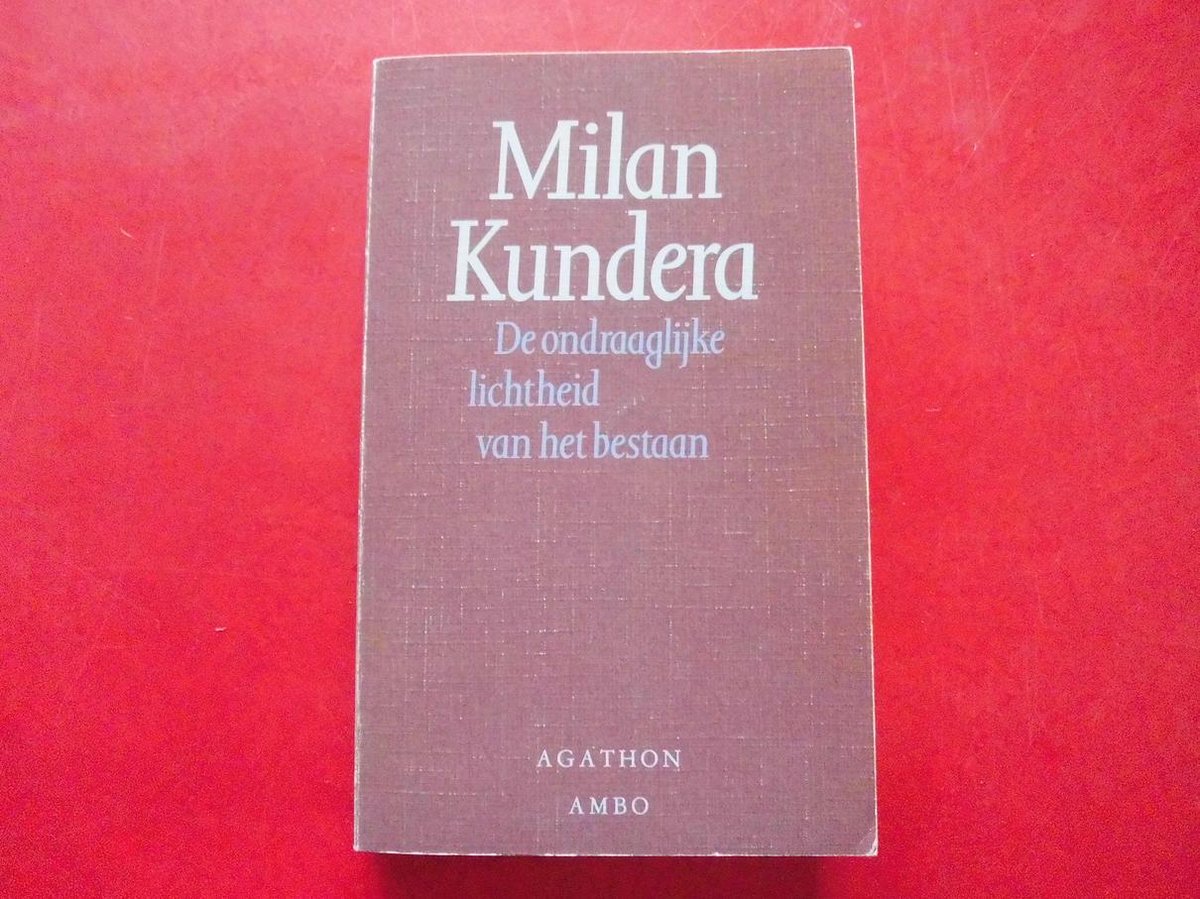 Milan
Kundera
De ondraaglijke
lichtheid
van het bestaan
AGATHON
AMBO